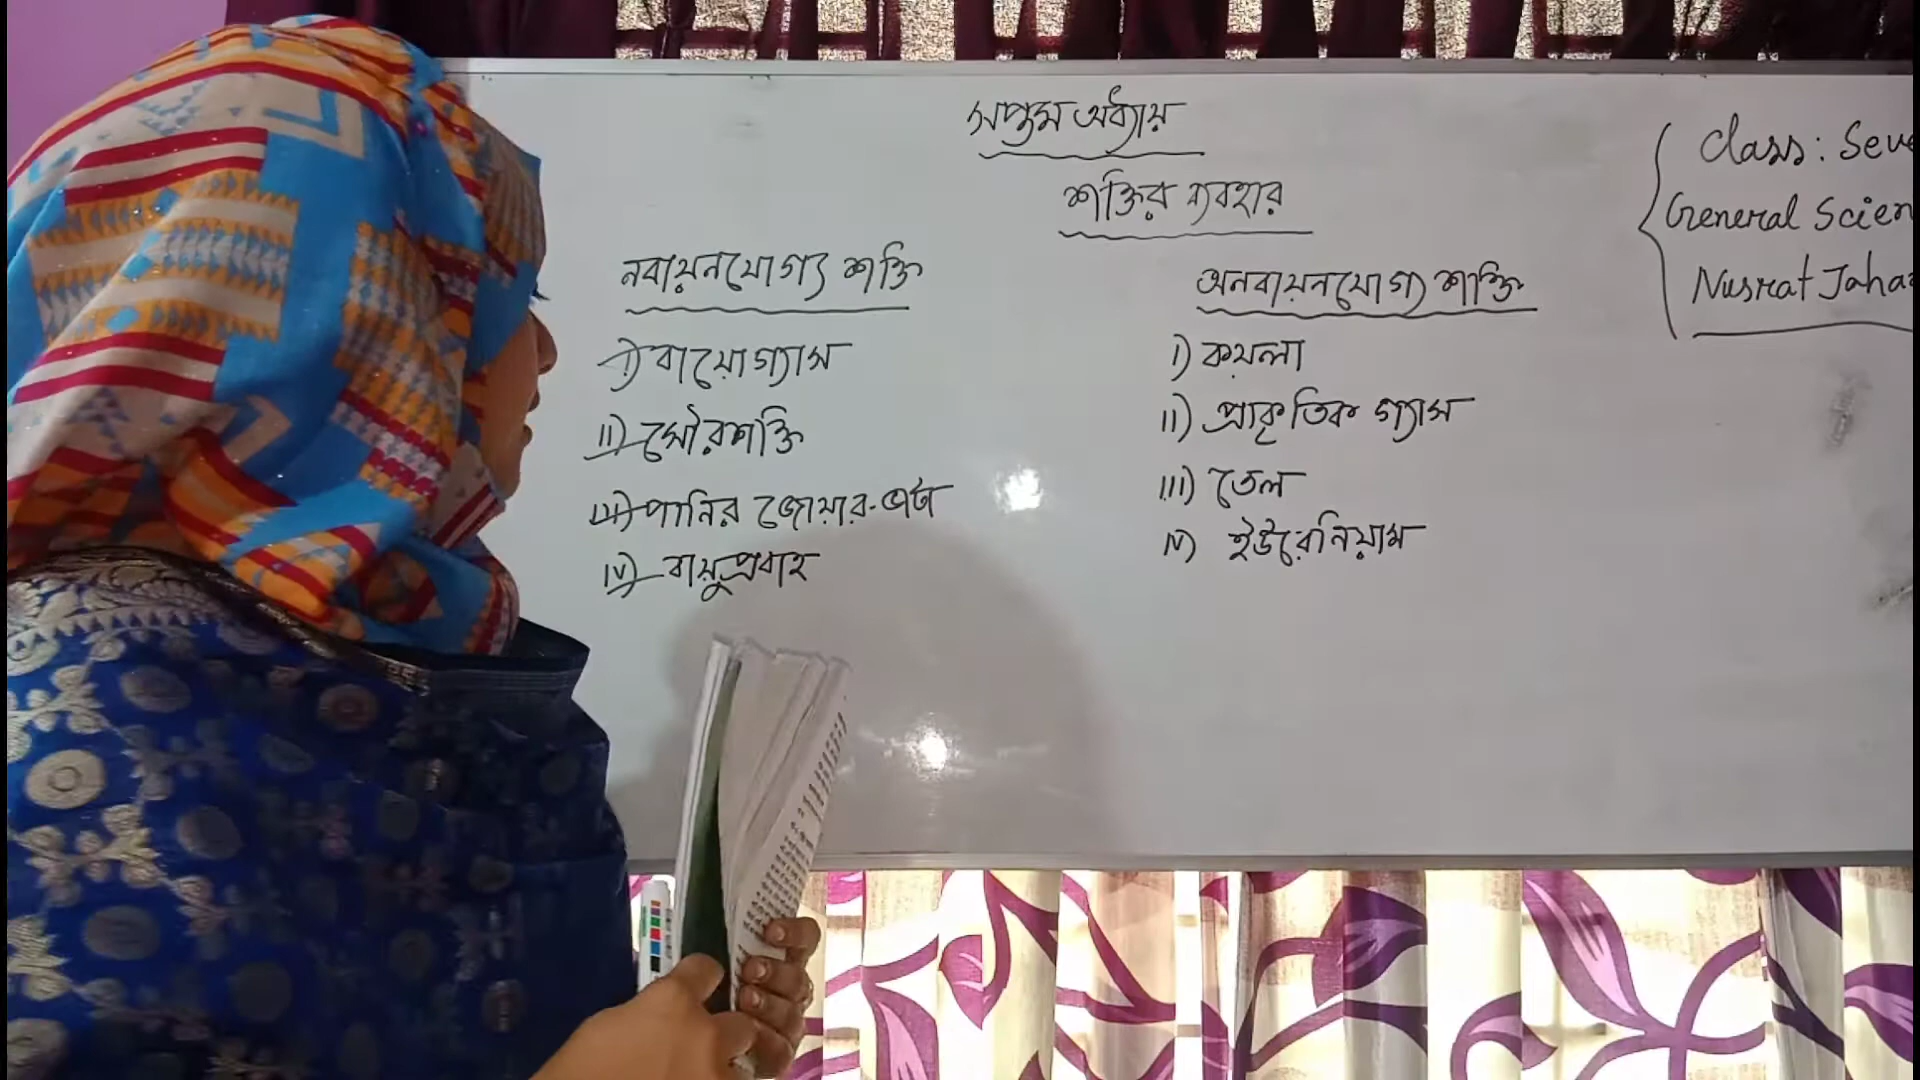 সপ্তম অধ্যায়
শক্তির ব্যবহার
Class: Seve
General Scien
Nusrat Jaha
নবায়নযোগ্য শক্তি
i) বায়োগ্যাস
ii) সৌরশক্তি
iii) পানির জোয়ার-ভাটা
iv) বায়ুপ্রবাহ
অনবায়নযোগ্য শক্তি
i) কয়লা
ii) প্রাকৃতিক গ্যাস
iii) তেল
iv) ইউরেনিয়াম